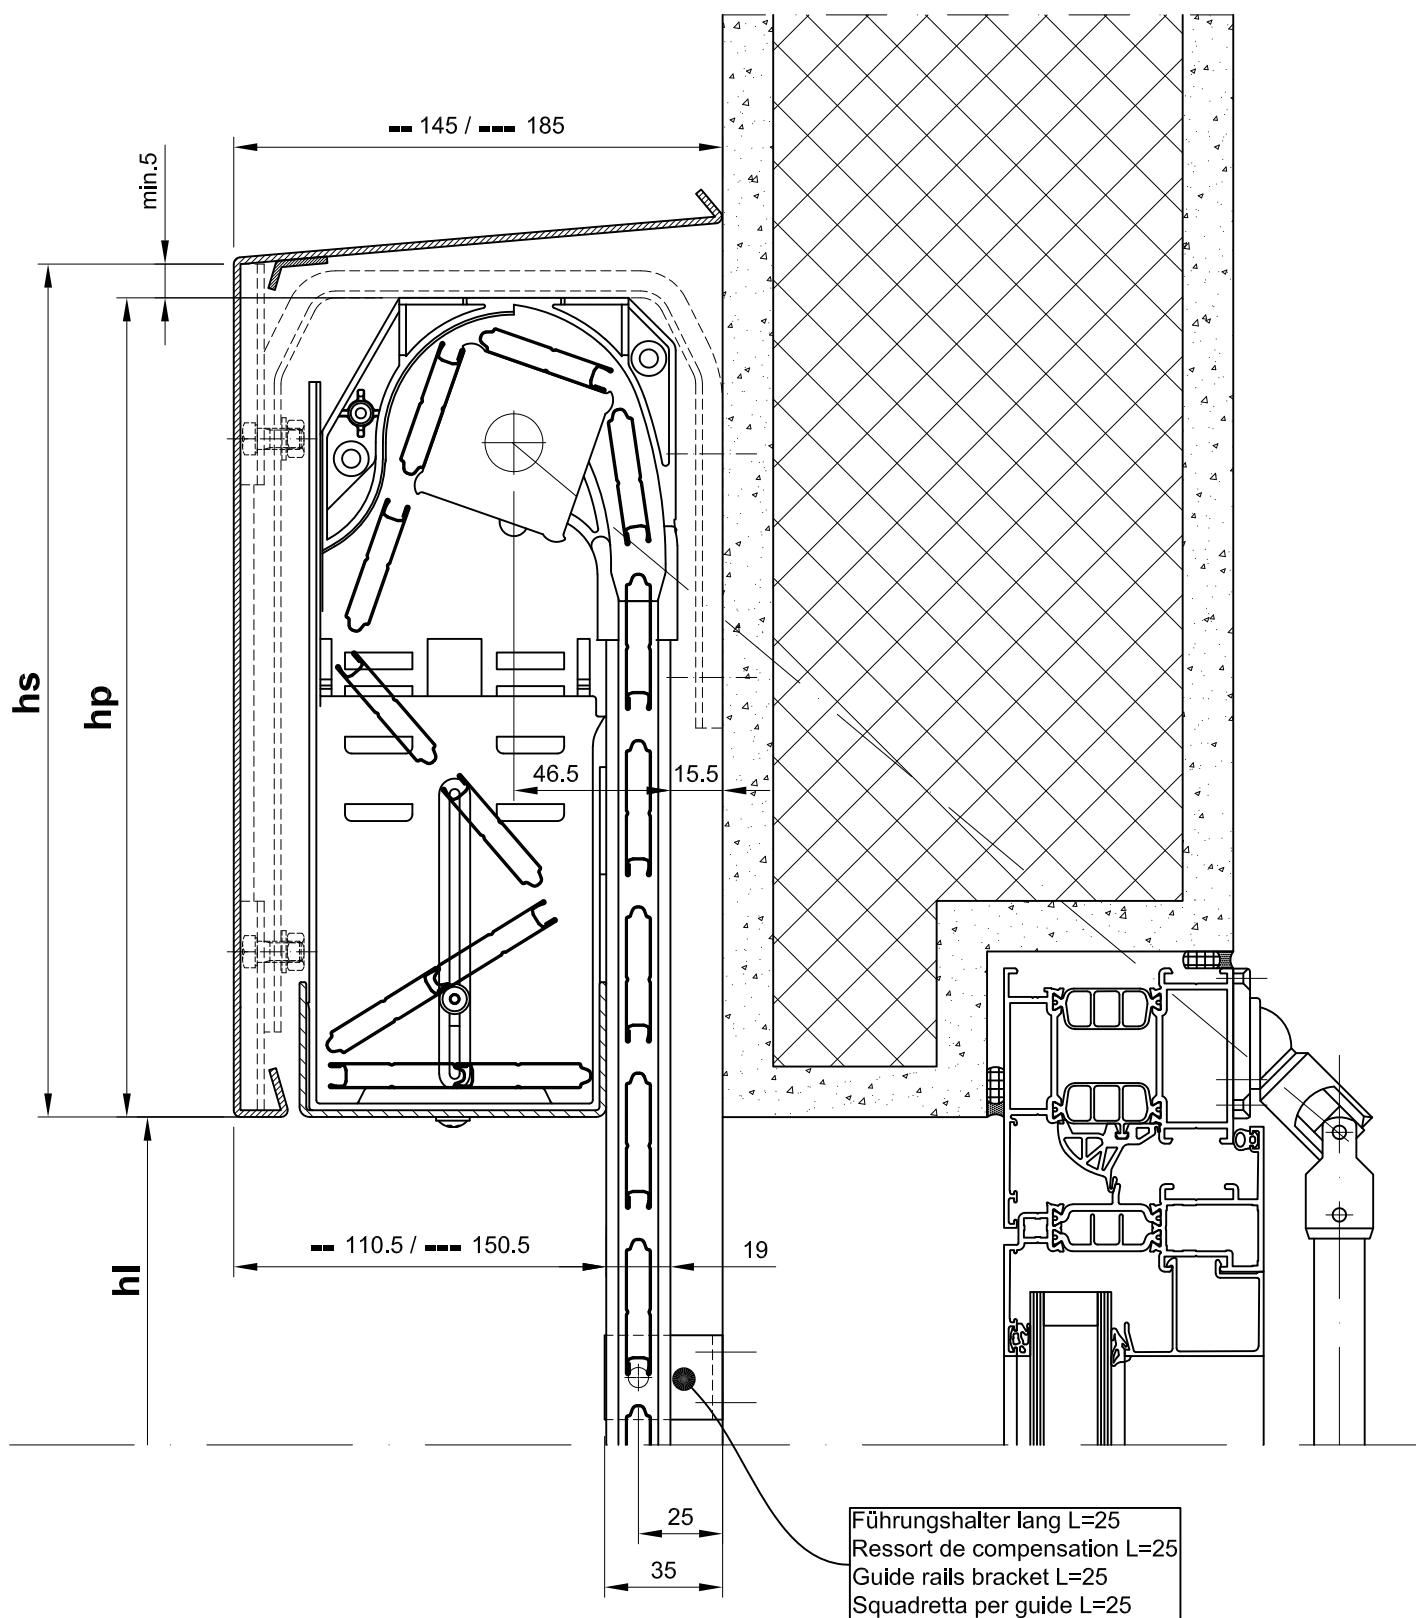 145 / 185
min.5
hs
hp
46.5
15.5
110.5 / 150.5
19
hl
25
35
Führungshalter lang L=25
Ressort de compensation L=25
Guide rails bracket L=25
Squadretta per guide L=25